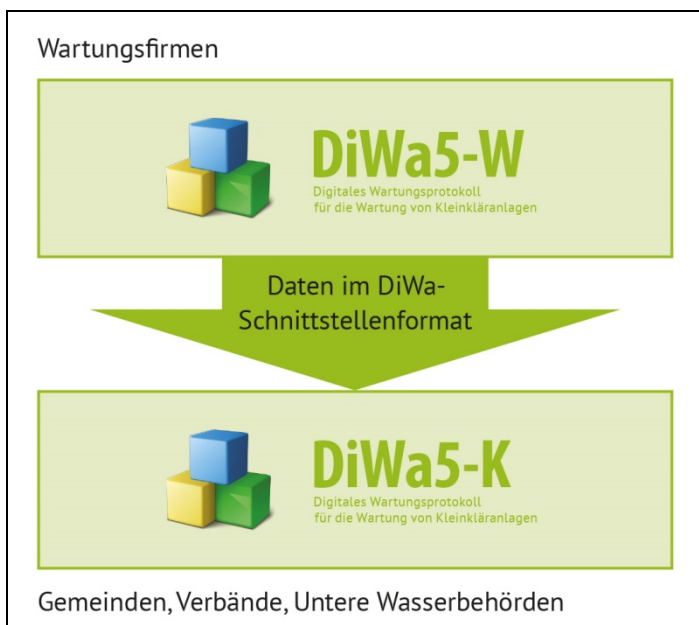 Wartungsfirmen
DiWa5-W
Digitales Wartungsprotokoll
für die Wartung von Kleinkläranlagen
Daten im DiWa-
Schnittstellenformat
DiWa5-K
Digitales Wartungsprotokoll
für die Wartung von Kleinkläranlagen
Gemeinden, Verbände, Untere Wasserbehörden